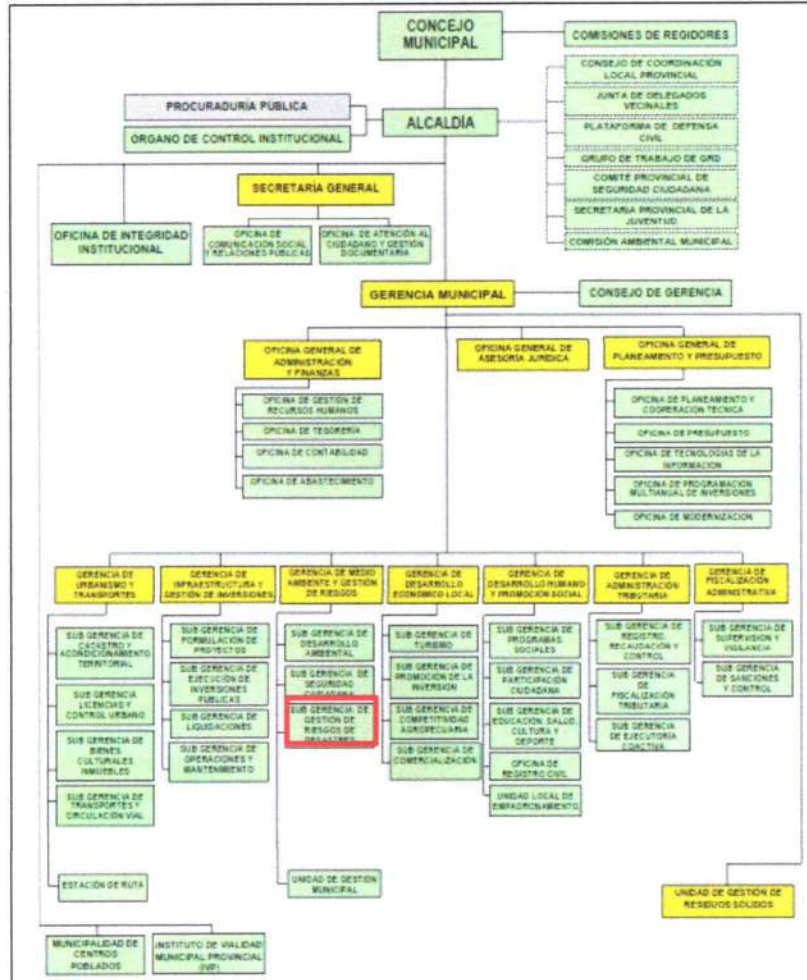 CONCEJO
MUNICIPAL
COMISIONES DE REGIDORES
CONSEJO DE COORDINACIÓN
LOCAL PROVINCIAL
JUNTA DE DELEGADOS
VECINALES
PLATAFORMA DE DEFENSA
CIVIL
GRUPO DE TRABAJO DE GRD
COMITÉ PROVINCIAL DE
SEGURIDAD CIUDADANA
SECRETARIA PROVINCIAL DE LA
JUVENTUD
COMISIÓN AMBIENTAL MUNICIPAL
PROCURADURÍA PÚBLICA
ORGANO DE CONTROL INSTITUCIONAL
ALCALDÍA
SECRETARÍA GENERAL
OFICINA DE INTEGRIDAD
INSTITUCIONAL
OFICINA DE
COMUNICACIÓN SOCIAL
Y RELACIONES PÚBLICAS
OFICINA DE ATENCIÓN AL
CIUDADANO Y GESTIÓN
DOCUMENTARIA
GERENCIA MUNICIPAL
CONSEJO DE GERENCIA
OFICINA GENERAL DE
ADMINISTRACIÓN
Y FINANZAS
OFICINA DE GESTIÓN DE
RECURSOS HUMANOS
OFICINA DE TESORERÍA
OFICINA DE CONTABILIDAD
OFICINA DE ABASTECIMIENTO
OFICINA GENERAL DE
ASESORÍA JURÍDICA
OFICINA GENERAL DE
PLANEAMIENTO Y PRESUPUESTO
OFICINA DE PLANEAMIENTO Y
COOPERACION TECNICA
OFICINA DE PRESUPUESTO
OFICINA DE TECNOLOGIAS DE LA
INFORMACION
OFICINA DE PROGRAMACIÓN
MULTIANUAL DE INVERSIONES
OFICINA DE MODERNIZACION
GERENCIA DE
URBANISMO Y
TRANSPORTES
SUB GERENCIA DE
CATASTRO Y
ACONDICIONAMIENTO
TERRITORIAL
SUB GERENCIA
LICENCIAS Y
CONTROL URBANO
SUB GERENCIA DE
BIENES
CULTURALES
INMUEBLES
SUB GERENCIA DE
TRANSPORTES Y
CIRCULACIÓN VIAL
ESTACIÓN DE RUTA
GERENCIA DE
INFRAESTRUCTURA Y
GESTIÓN DE INVERSIONES
SUB GERENCIA DE
FORMULACIÓN DE
PROYECTOS
SUB GERENCIA DE
EJECUCIÓN DE
INVERSIONES
PÚBLICAS
SUB GERENCIA DE
LIQUIDACIONES
SUB GERENCIA DE
OPERACIONES Y
MANTENIMIENTO
GERENCIA DE MEDIO
AMBIENTE Y GESTIÓN
DE RIESGOS
SUB GERENCIA DE
DESARROLLO
AMBIENTAL
SUB GERENCIA DE
SEGURIDAD
CIUDADANA
SUB GERENCIA DE
GESTIÓN DE
RIESGOS DE
DESASTRES
UNIDAD DE GESTIÓN
MUNICIPAL
GERENCIA DE
DESARROLLO
ECONOMICO LOCAL
SUB GERENCIA DE
TURISMO
SUB GERENCIA DE
PROMOCIÓN DE LA
INVERSIÓN
SUB GERENCIA DE
COMPETITIVIDAD
AGROPECUARIA
SUB GERENCIA DE
COMERCIALIZACIÓN
GERENCIA DE
DESARROLLO HUMANO
Y PROMOCIÓN SOCIAL
SUB GERENCIA DE
PROGRAMAS
SOCIALES
SUB GERENCIA DE
PARTICIPACIÓN
CIUDADANA
SUB GERENCIA DE
EDUCACIÓN, SALUD,
CULTURA Y
DEPORTE
OFICINA DE
REGISTRO CIVIL
UNIDAD LOCAL DE
EMPADRONAMIENTO
GERENCIA DE
ADMINISTRACIÓN
TRIBUTARIA
SUB GERENCIA DE
REGISTRO,
RECAUDACION Y
CONTROL
SUB GERENCIA
DE
FISCALIZACIÓN
TRIBUTARIA
SUB GERENCIA
DE EJECUTORIA
COACTIVA
GERENCIA DE
FISCALIZACIÓN
ADMINISTRATIVA
SUB GERENCIA DE
SUPERVISION Y
VIGILANCIA
SUB GERENCIA
DE SANCIONES
Y CONTROL
UNIDAD DE GESTIÓN DE
RESIDUOS SÓLIDOS
MUNICIPALIDAD DE
CENTROS
POBLADOS
INSTITUTO DE VIALIDAD
MUNICIPAL PROVINCIAL
(IVP)